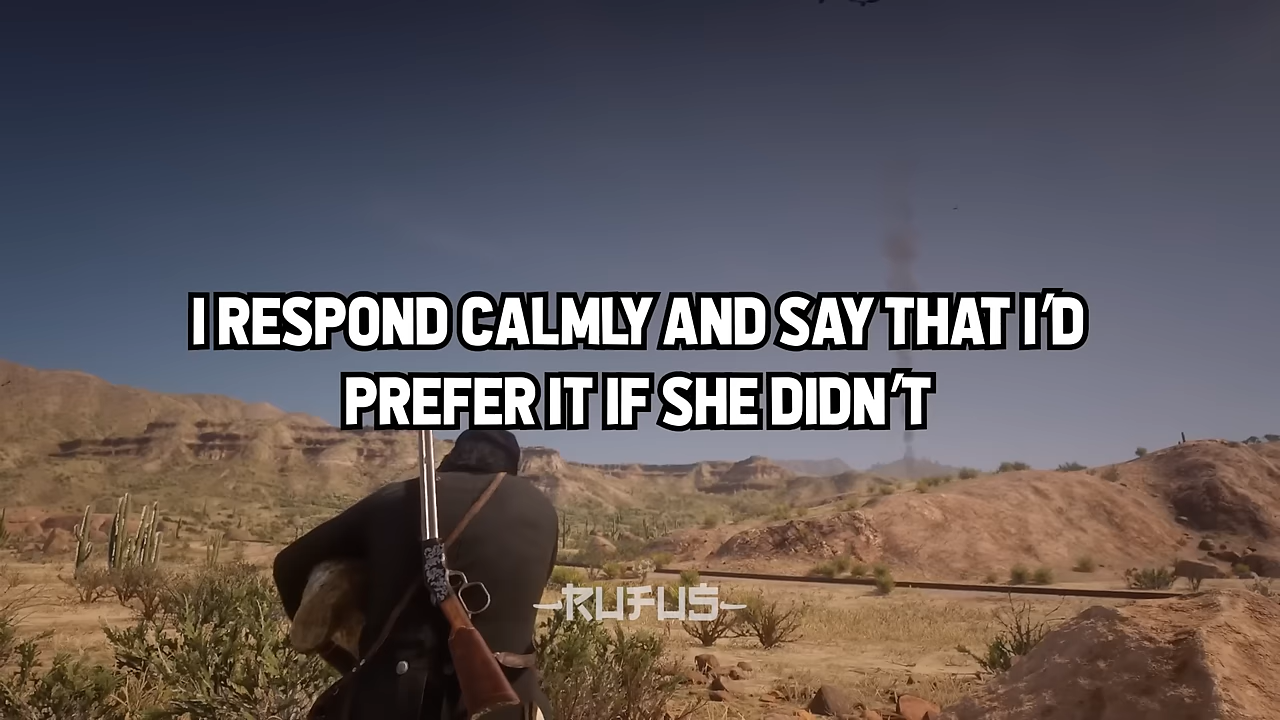 I RESPOND CALMLY AND SAY THAT I'D
PREFER IT IF SHE DIDN'T
-RUFUS-